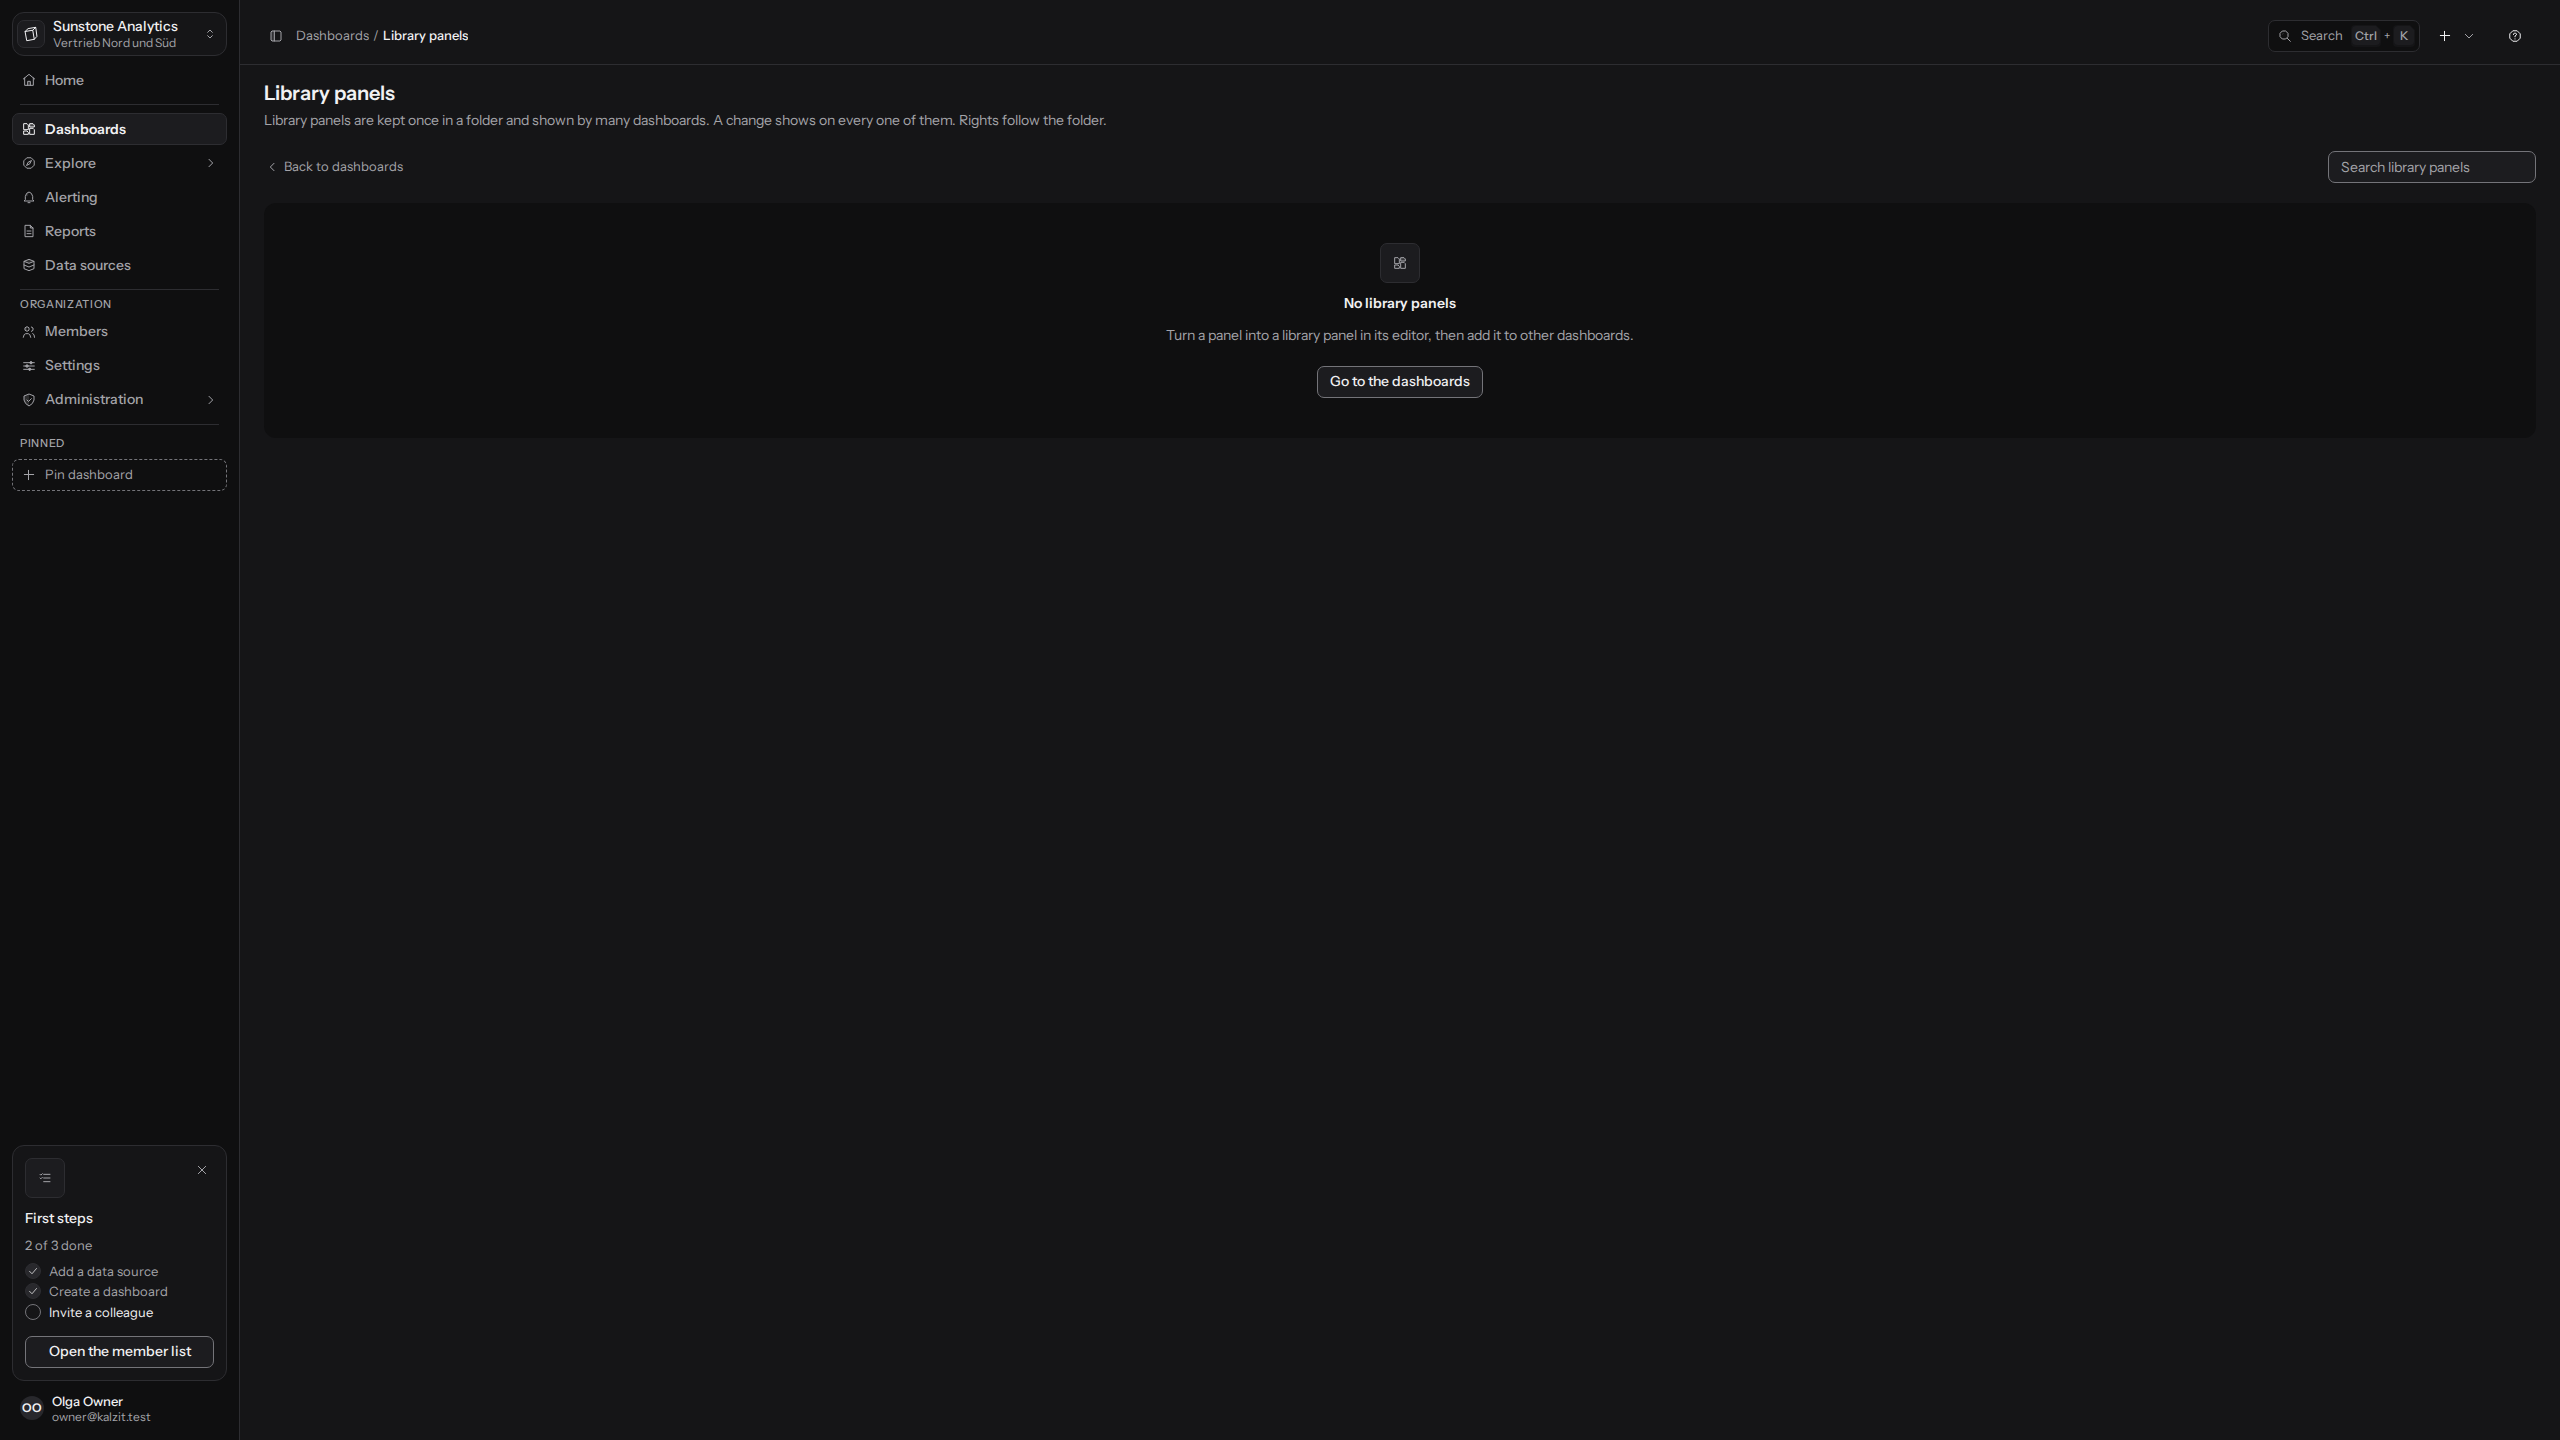 Sunstone Analytics
Vertrieb Nord und Süd
Home
Dashboards
Explore
Alerting
Reports
Data sources
ORGANIZATION
Members
Settings
Administration
PINNED
Pin dashboard
First steps
2 of 3 done
Add a data source
Create a dashboard
Invite a colleague
Open the member list
OO
Olga Owner
owner@kalzit.test
Dashboards / Library panels
Search Ctrl + K
Library panels
Library panels are kept once in a folder and shown by many dashboards. A change shows on every one of them. Rights follow the folder.
Back to dashboards
Search library panels
No library panels
Turn a panel into a library panel in its editor, then add it to other dashboards.
Go to the dashboards